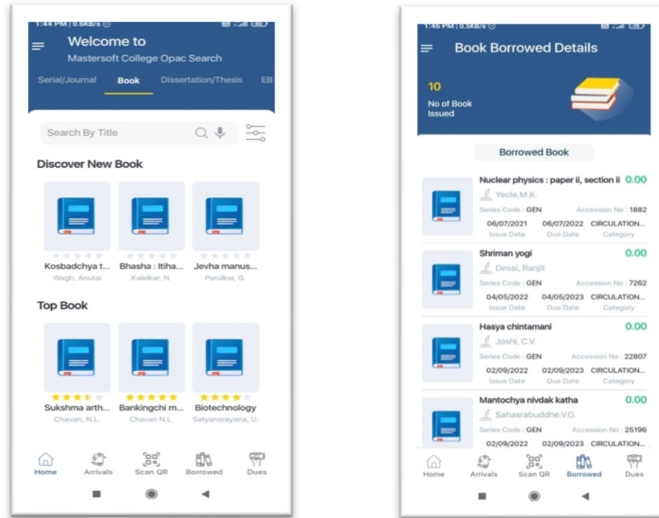 1:44 PM | 0.6KB/s
Welcome to
Mastersoft College Opac Search
Serial/Journal Book Dissertation/Thesis EB
Search By Title
Discover New Book
Kosbadchya t... Bhasha : Itiha... Jevha manus...
Wagh, Anutai Kalelkar, N. Parulkar, G.
Top Book
Sukshma arth... Bankingchi m... Biotechnology
Chavan, N.L. Chavan N.L. Satyanarayana, U.
Home Arrivals Scan QR Borrowed Dues
1:46 PM | 0.5KB/s
Book Borrowed Details
10
No of Book
Issued
Borrowed Book
Nuclear physics : paper ii, section ii 0.00
Yeole,M.K.
Series Code : GEN Accession No : 1882
06/07/2021 06/07/2022 CIRCULATION...
Issue Date Due Date Category
Shriman yogi 0.00
Desai, Ranjit
Series Code : GEN Accession No : 7262
04/05/2022 04/05/2023 CIRCULATION...
Issue Date Due Date Category
Hasya chintamani 0.00
Joshi, C.V.
Series Code : GEN Accession No : 22807
02/09/2022 02/09/2023 CIRCULATION...
Issue Date Due Date Category
Mantochya nivdak katha 0.00
Sahasrabuddhe,V.G.
Series Code : GEN Accession No : 25196
02/09/2022 02/09/2023 CIRCULATION...
Home Arrivals Scan QR Borrowed Dues